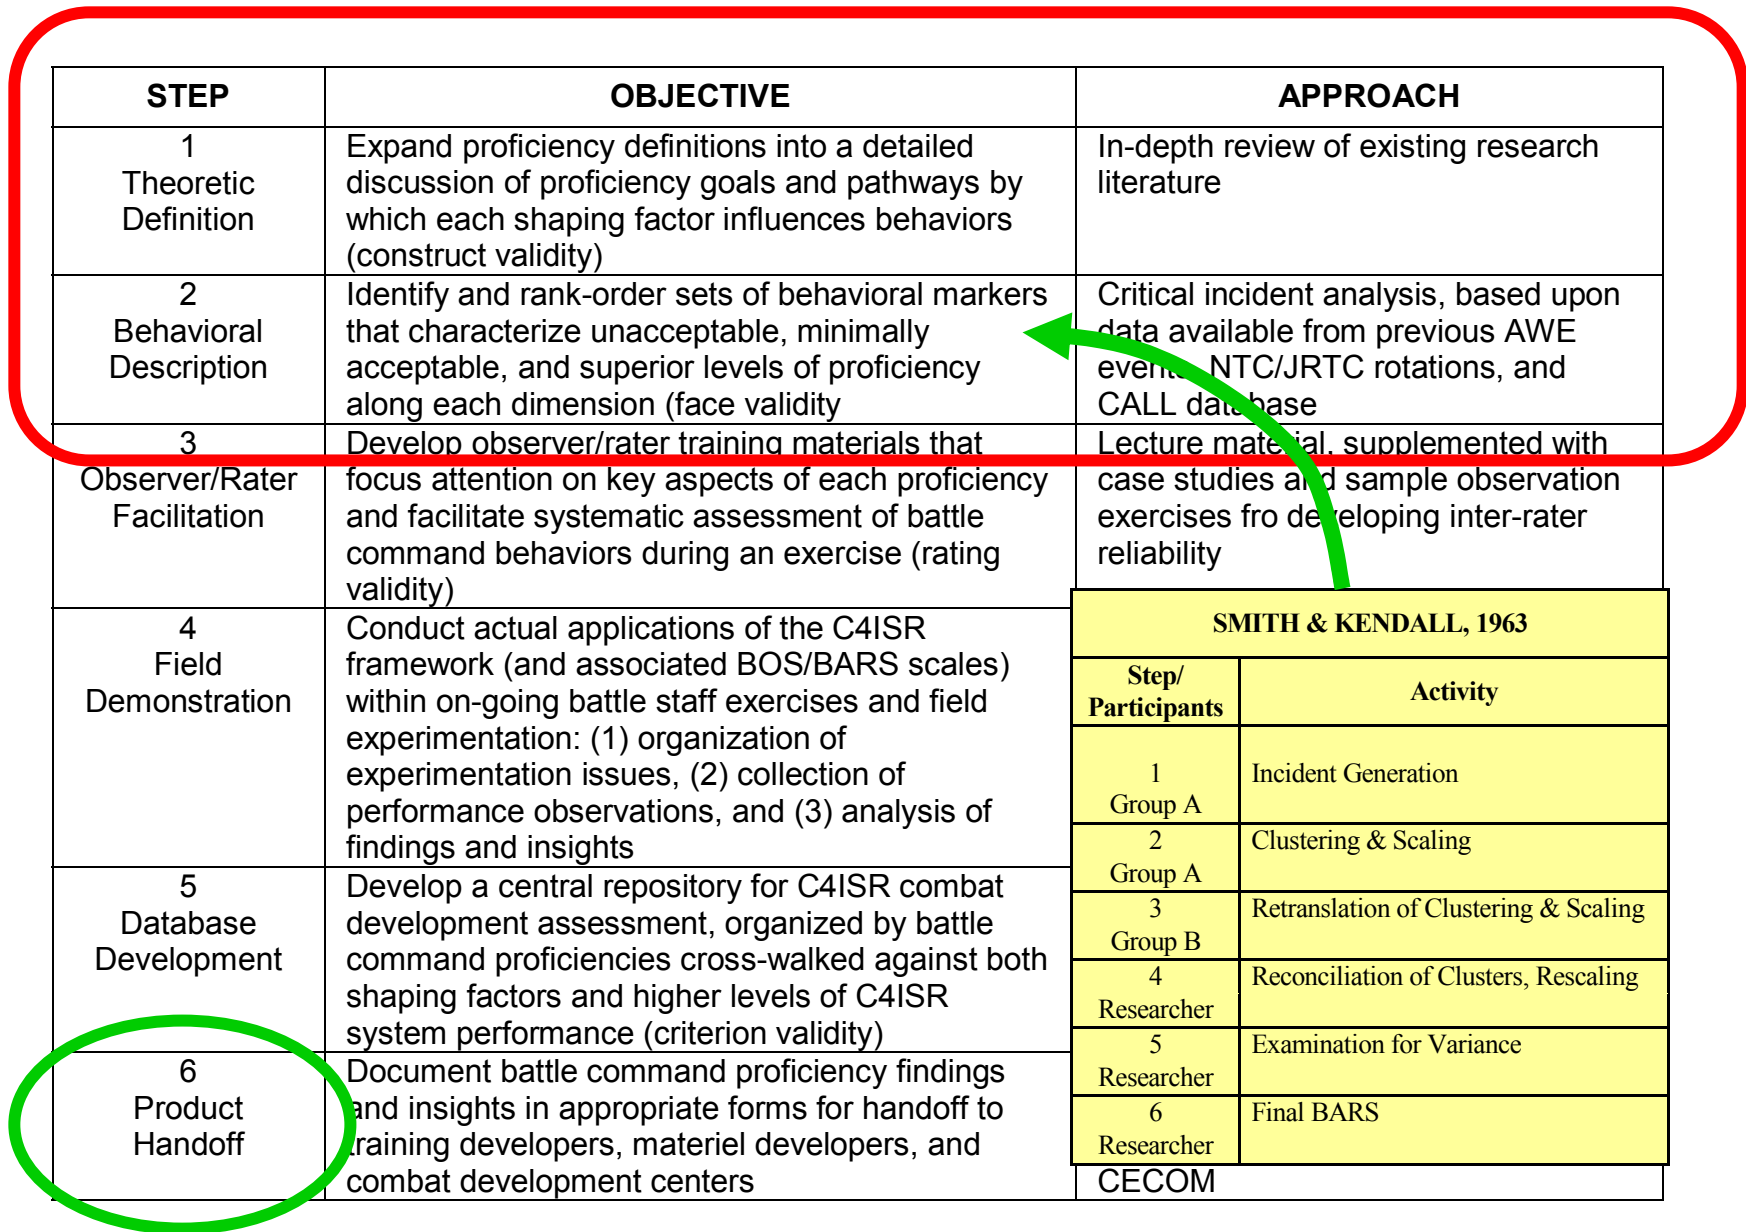 STEP OBJECTIVE APPROACH
1
Theoretic
Definition
Expand proficiency definitions into a detailed
discussion of proficiency goals and pathways by
which each shaping factor influences behaviors
(construct validity)
In-depth review of existing research
literature
2
Behavioral
Description
Identify and rank-order sets of behavioral markers
that characterize unacceptable, minimally
acceptable, and superior levels of proficiency
along each dimension (face validity
Critical incident analysis, based upon
data available from previous AWE
events, NTC/JRTC rotations, and
CALL database
3
Observer/Rater
Facilitation
Develop observer/rater training materials that
focus attention on key aspects of each proficiency
and facilitate systematic assessment of battle
command behaviors during an exercise (rating
validity)
Lecture material, supplemented with
case studies and sample observation
exercises fro developing inter-rater
reliability
4
Field
Demonstration
Conduct actual applications of the C4ISR
framework (and associated BOS/BARS scales)
within on-going battle staff exercises and field
experimentation: (1) organization of
experimentation issues, (2) collection of
performance observations, and (3) analysis of
findings and insights
5
Database
Development
Develop a central repository for C4ISR combat
development assessment, organized by battle
command proficiencies cross-walked against both
shaping factors and higher levels of C4ISR
system performance (criterion validity)
6
Product
Handoff
Document battle command proficiency findings
and insights in appropriate forms for handoff to
training developers, materiel developers, and
combat development centers
CECOM
SMITH & KENDALL, 1963
Step/
Participants
Activity
1
Group A
Incident Generation
2
Group A
Clustering & Scaling
3
Group B
Retranslation of Clustering & Scaling
4
Researcher
Reconciliation of Clusters, Rescaling
5
Researcher
Examination for Variance
6
Researcher
Final BARS